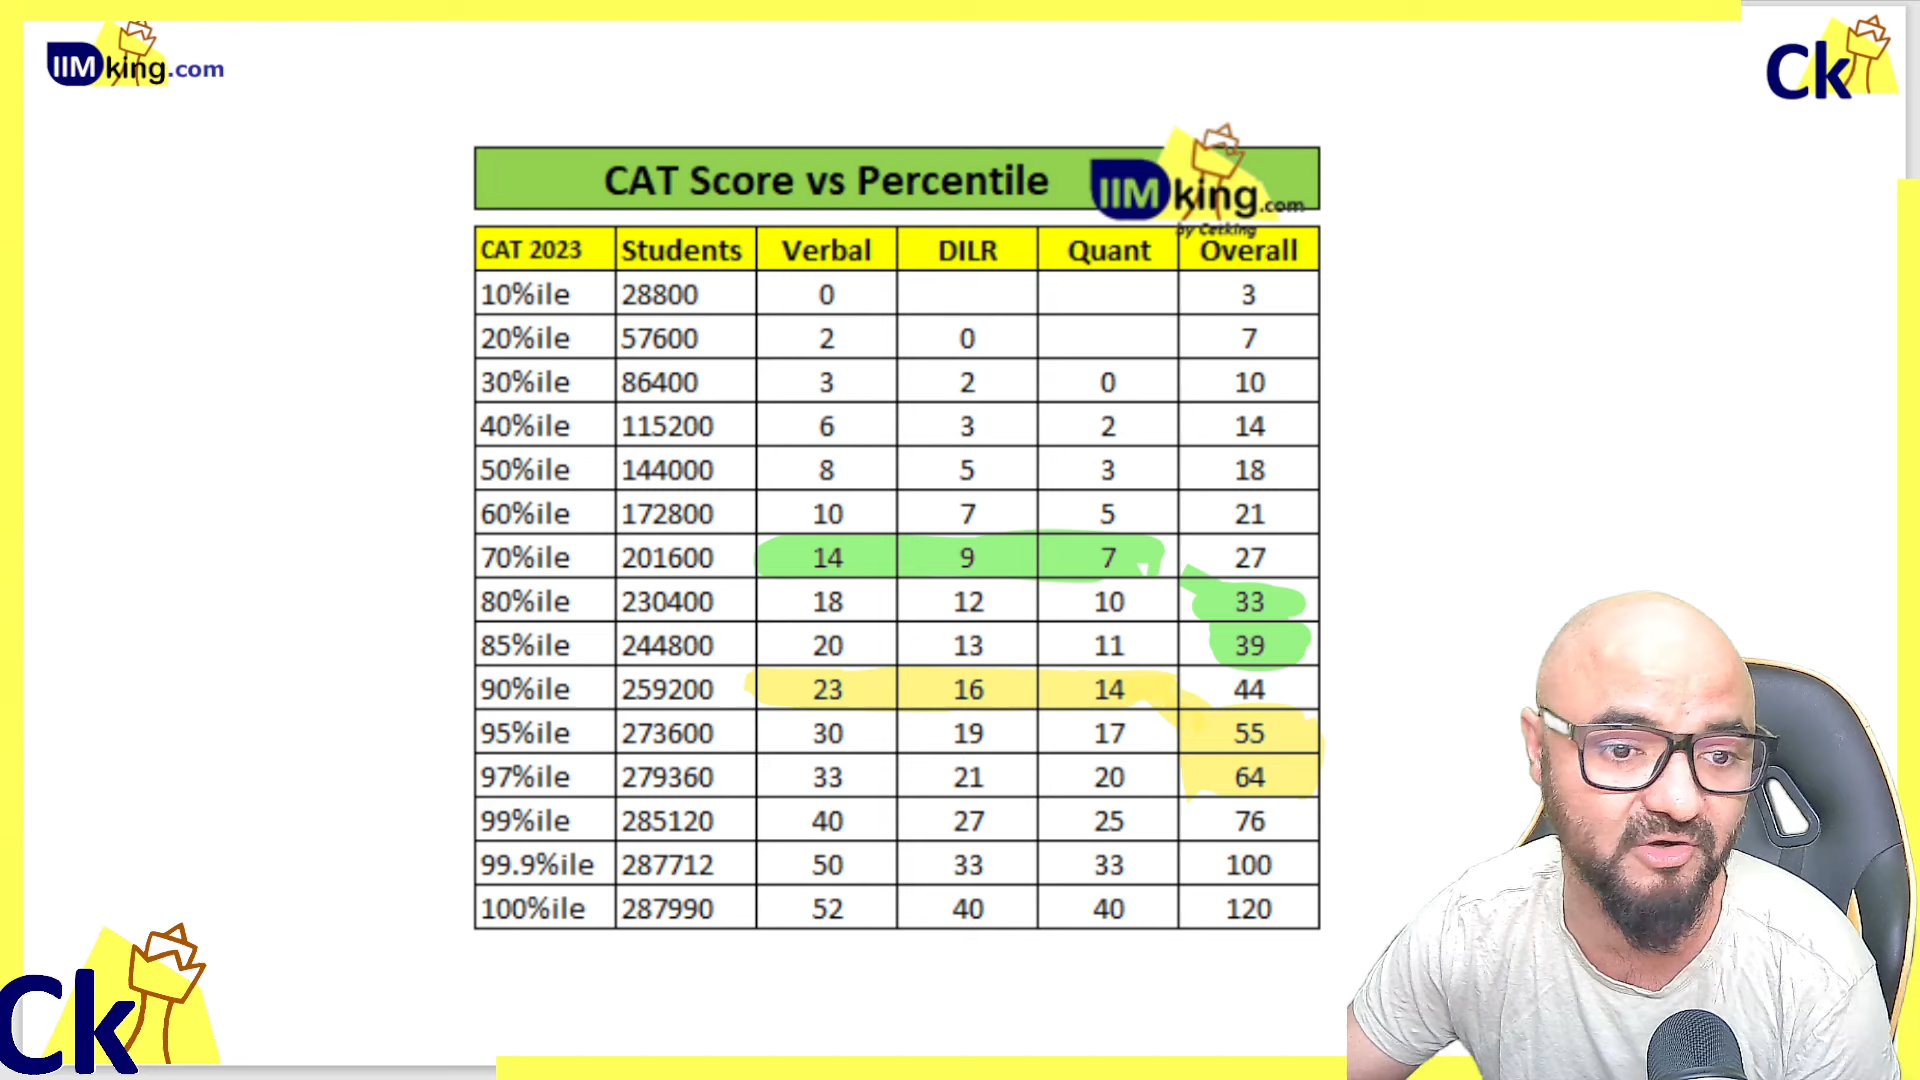 IIMking.com
Ck
CAT Score vs Percentile
IIMking.com
by Cetking
CAT 2023 Students Verbal DILR Quant Overall
10%ile 28800 0 3
20%ile 57600 2 0 7
30%ile 86400 3 2 0 10
40%ile 115200 6 3 2 14
50%ile 144000 8 5 3 18
60%ile 172800 10 7 5 21
70%ile 201600 14 9 7 27
80%ile 230400 18 12 10 33
85%ile 244800 20 13 11 39
90%ile 259200 23 16 14 44
95%ile 273600 30 19 17 55
97%ile 279360 33 21 20 64
99%ile 285120 40 27 25 76
99.9%ile 287712 50 33 33 100
100%ile 287990 52 40 40 120
Ck